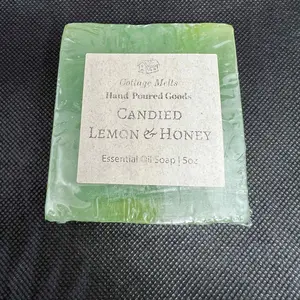 Cottage Melts
Hand Poured Goods
CANDIED
LEMON & HONEY
Essential Oil Soap | 5oz